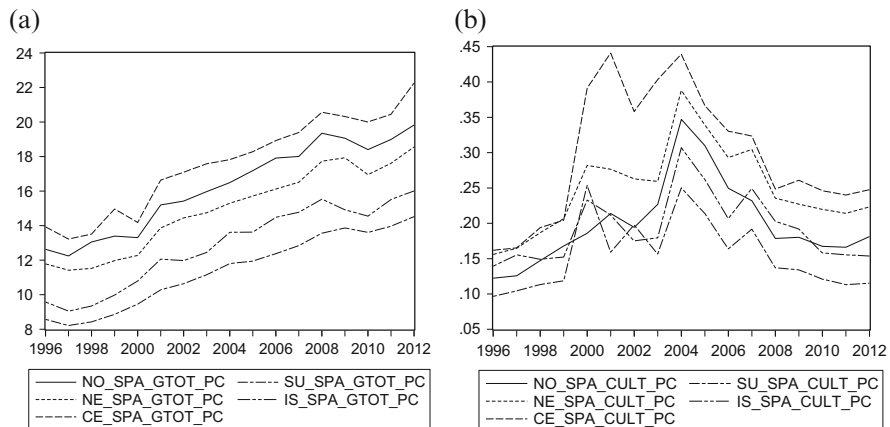 (a)
24
22
20
18
16
14
12
10
8
1996 1998 2000 2002 2004 2006 2008 2010 2012
NO_SPA_GTOT_PC SU_SPA_GTOT_PC
NE_SPA_GTOT_PC IS_SPA_GTOT_PC
CE_SPA_GTOT_PC
(b)
.45
.40
.35
.30
.25
.20
.15
.10
.05
1996 1998 2000 2002 2004 2006 2008 2010 2012
NO_SPA_CULT_PC SU_SPA_CULT_PC
NE_SPA_CULT_PC IS_SPA_CULT_PC
CE_SPA_CULT_PC